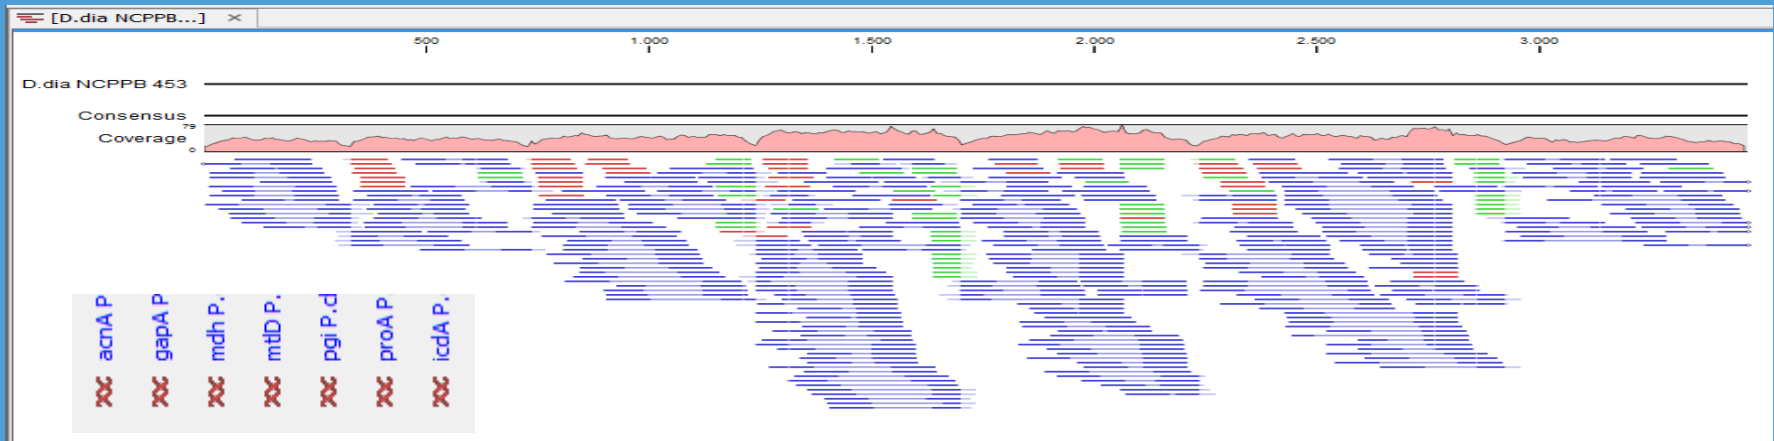 [D.dia NCPPB...] ×
500 1.000 1.500 2.000 2.500 3.000
D.dia NCPPB 453
Consensus
79
Coverage
0
acnA P
gapA P
mdh P.
mtlD P.
pgi P.d
proA P
icdA P.